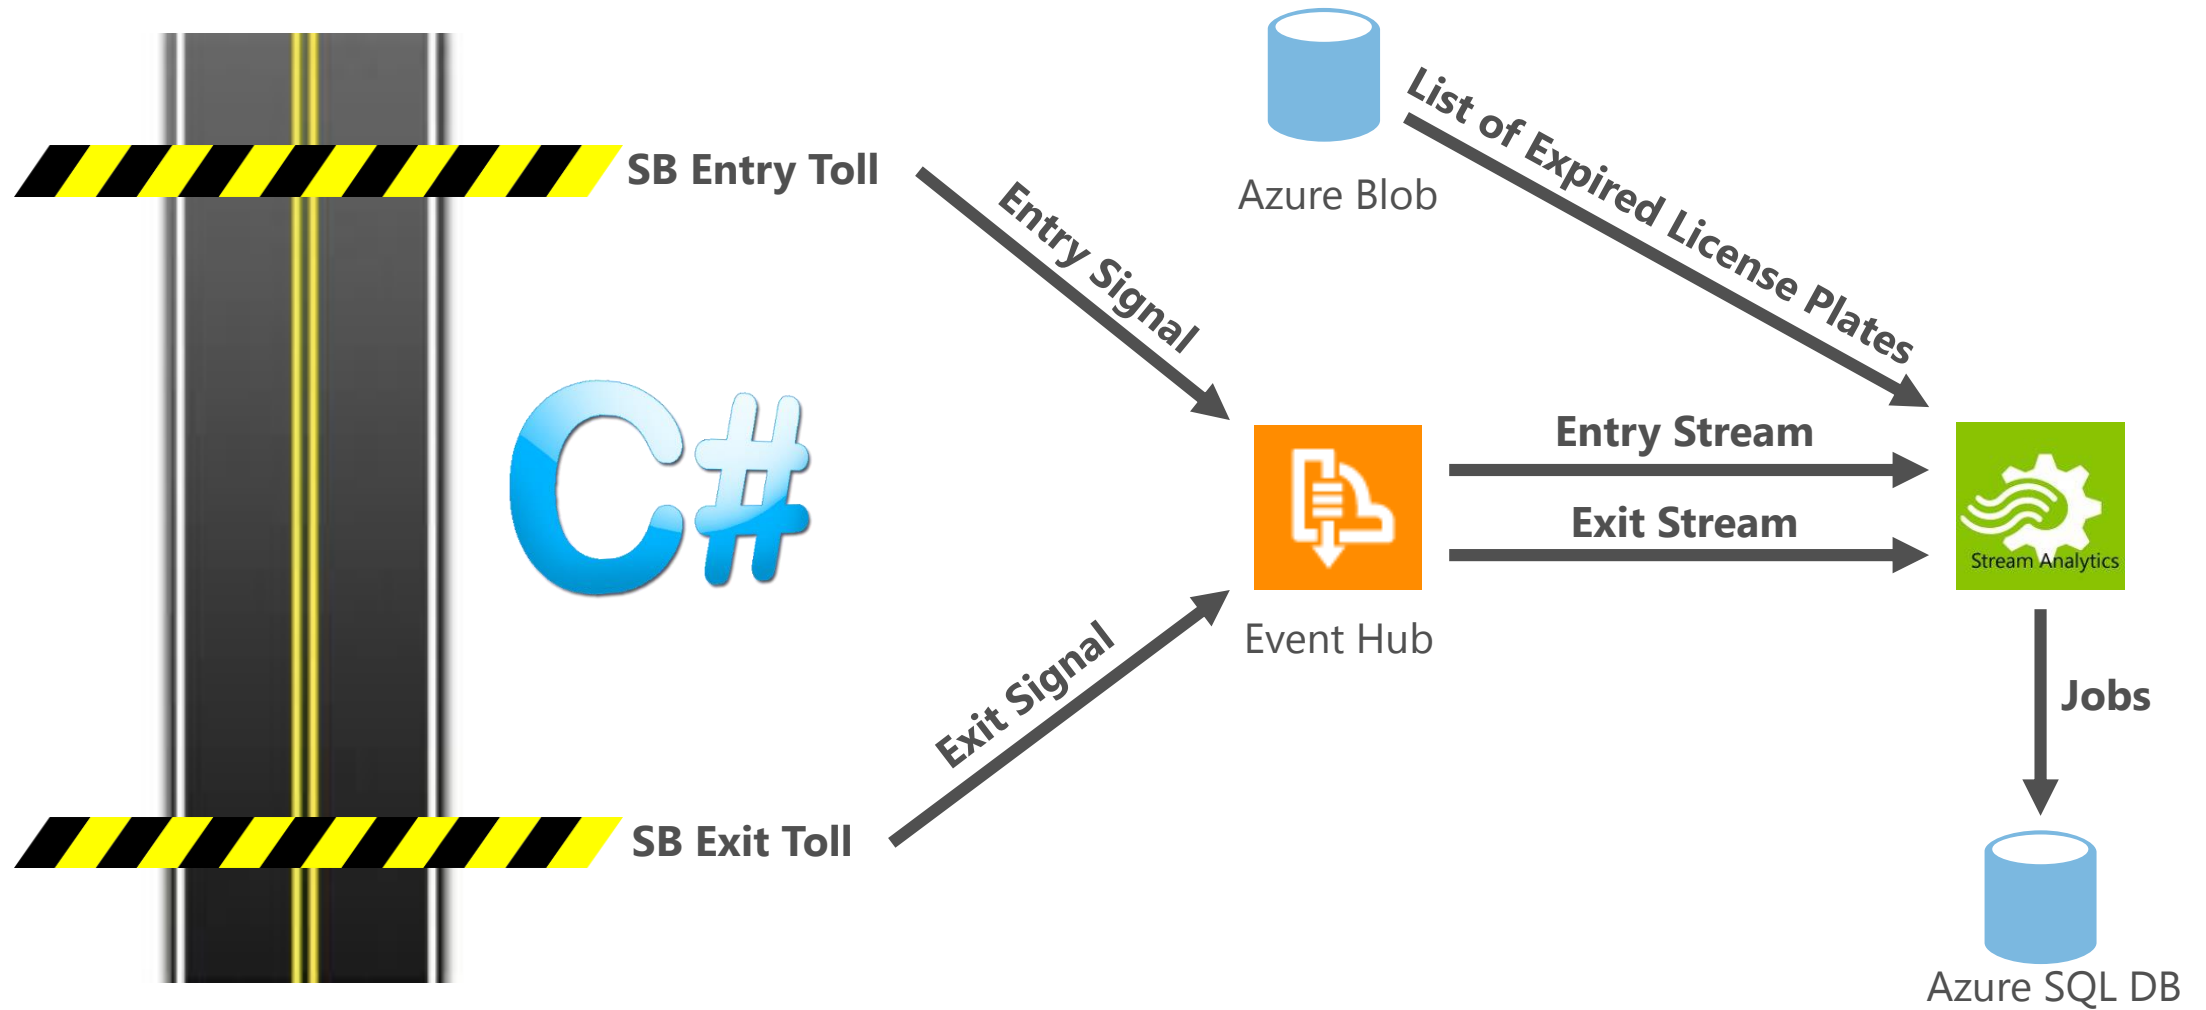 SB Entry Toll
Entry Signal
Azure Blob
List of Expired License Plates
C#
Entry Stream
Exit Stream
Stream Analytics
Event Hub
Exit Signal
Jobs
SB Exit Toll
Azure SQL DB